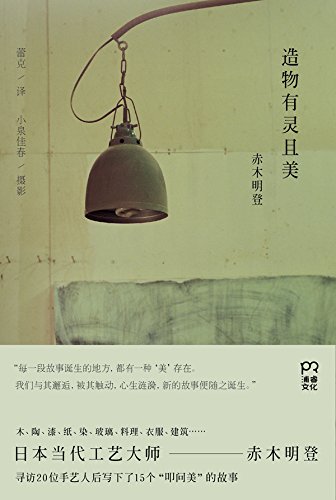 造物有灵且美
赤木明登
蕾克／译 小泉佳春／摄影
“每一段故事诞生的地方，都有一种‘美’存在。
我们与其邂逅，被其触动，心生涟漪，新的故事便随之诞生。”
浦睿文化
木、陶、漆、纸、染、玻璃、料理、衣服、建筑……
日本当代工艺大师 —— 赤木明登
寻访20位手艺人后写下了15个“叩问美”的故事